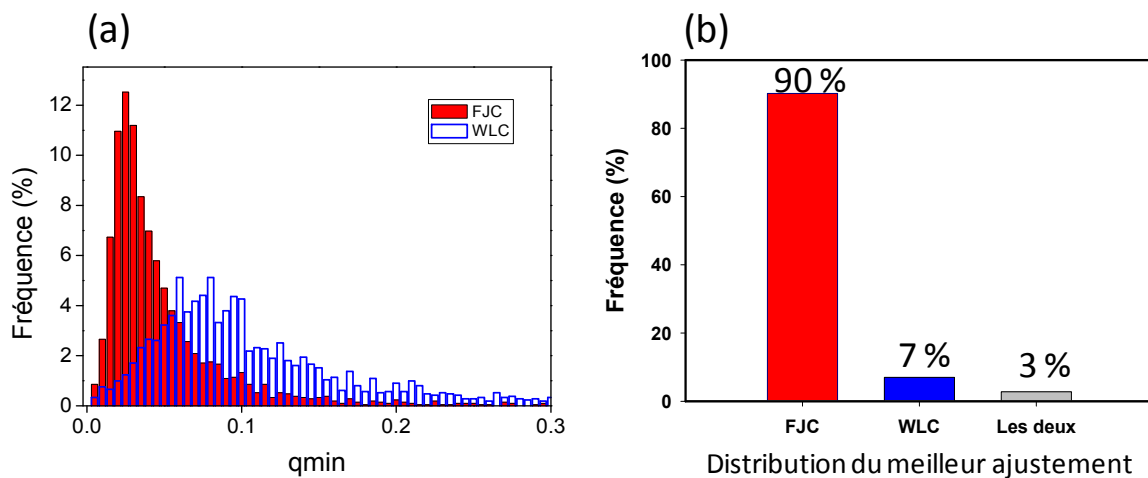 (a)
Fréquence (%)
12
10
8
6
4
2
0
0.0
0.1
0.2
0.3
qmin
FJC
WLC
(b)
Fréquence (%)
100
80
60
40
20
0
90 %
7 %
3 %
FJC
WLC
Les deux
Distribution du meilleur ajustement